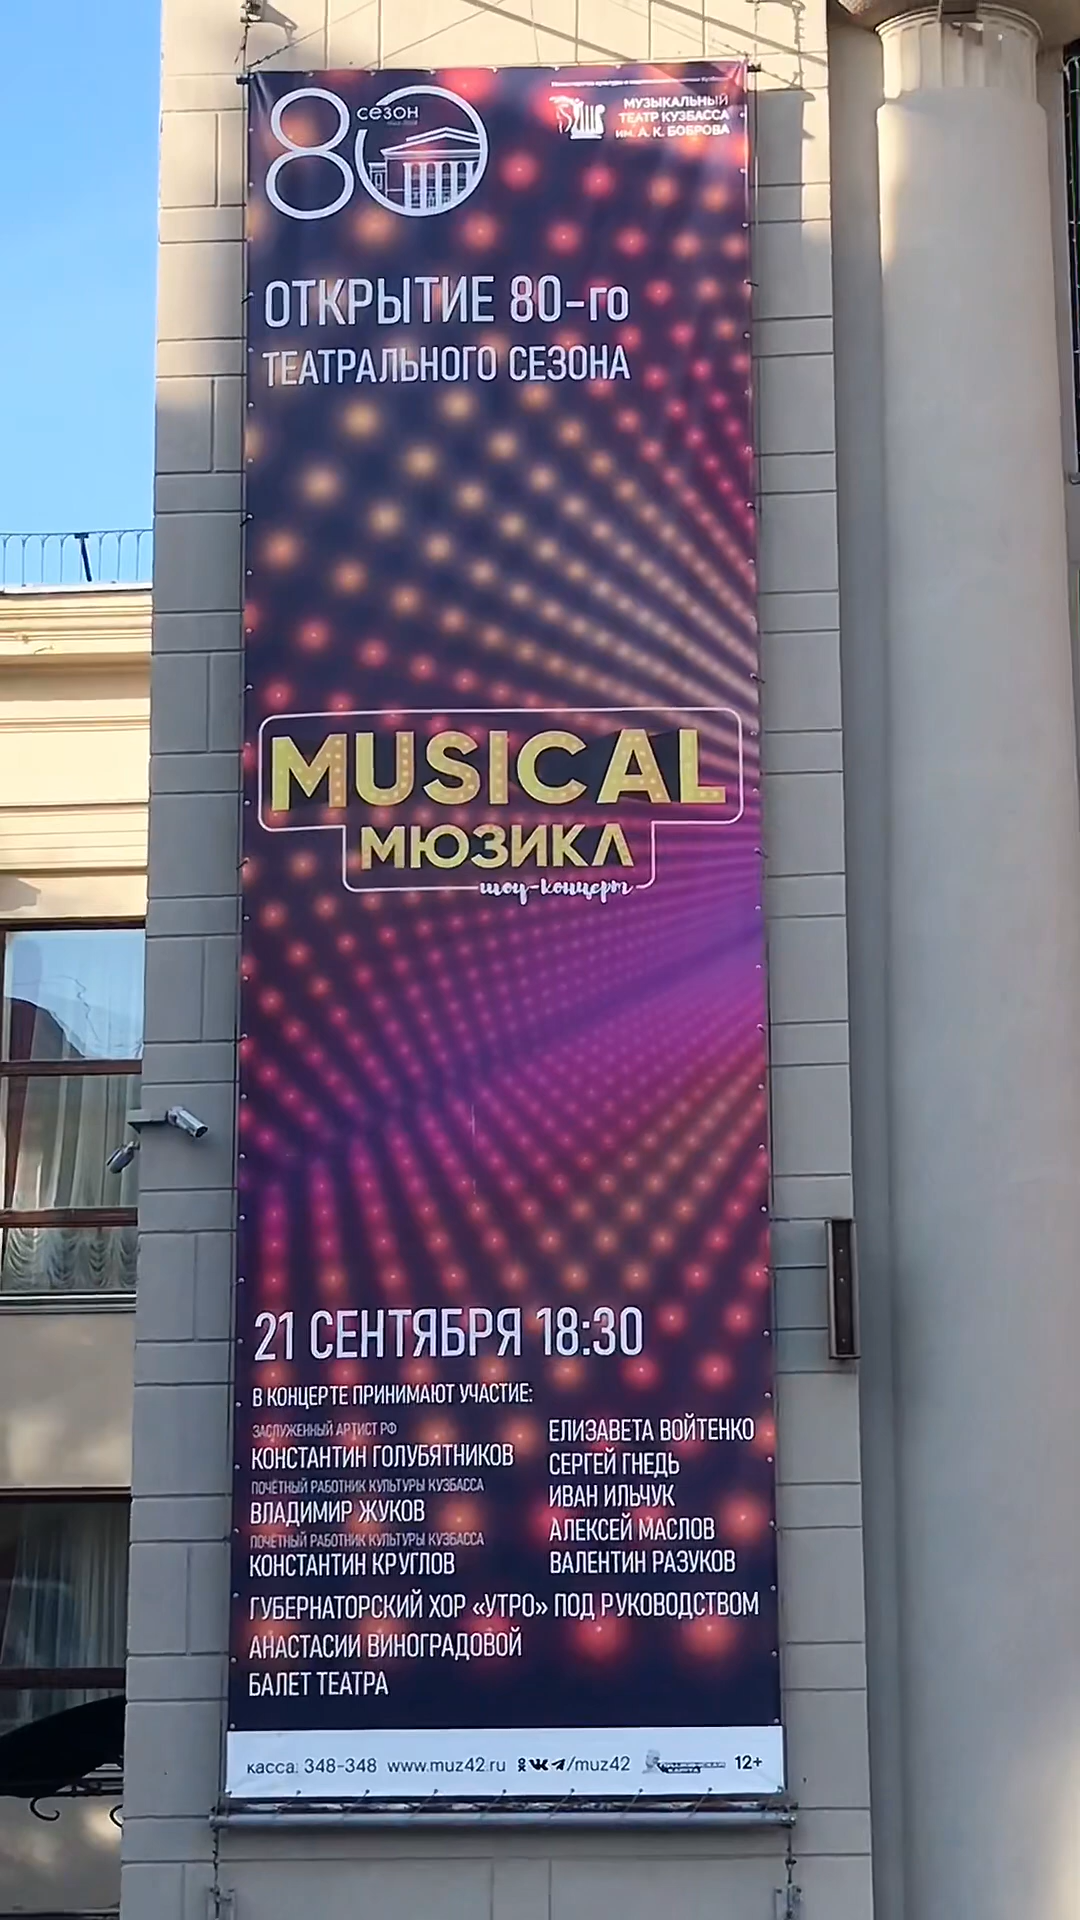 80 сезон
МУЗЫКАЛЬНЫЙ
ТЕАТР КУЗБАССА
им. А. К. БОБРОВА
ОТКРЫТИЕ 80-го
ТЕАТРАЛЬНОГО СЕЗОНА
MUSICAL
МЮЗИКЛ
шоу-концерт
21 СЕНТЯБРЯ 18:30
В КОНЦЕРТЕ ПРИНИМАЮТ УЧАСТИЕ:
ЗАСЛУЖЕННЫЙ АРТИСТ РФ
КОНСТАНТИН ГОЛУБЯТНИКОВ
ПОЧЁТНЫЙ РАБОТНИК КУЛЬТУРЫ КУЗБАССА
ВЛАДИМИР ЖУКОВ
ПОЧЁТНЫЙ РАБОТНИК КУЛЬТУРЫ КУЗБАССА
КОНСТАНТИН КРУГЛОВ
ЕЛИЗАВЕТА ВОЙТЕНКО
СЕРГЕЙ ГНЕДЬ
ИВАН ИЛЬЧУК
АЛЕКСЕЙ МАСЛОВ
ВАЛЕНТИН РАЗУКОВ
ГУБЕРНАТОРСКИЙ ХОР «УТРО» ПОД РУКОВОДСТВОМ
АНАСТАСИИ ВИНОГРАДОВОЙ
БАЛЕТ ТЕАТРА
касса: 348-348 www.muz42.ru /muz42 12+